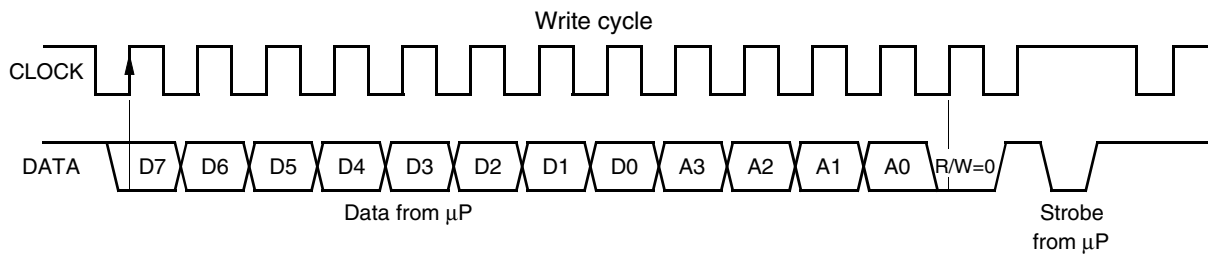 Write cycle
CLOCK
DATA
D7 D6 D5 D4 D3 D2 D1 D0 A3 A2 A1 A0 R/W=0
Data from μP
Strobe
from μP